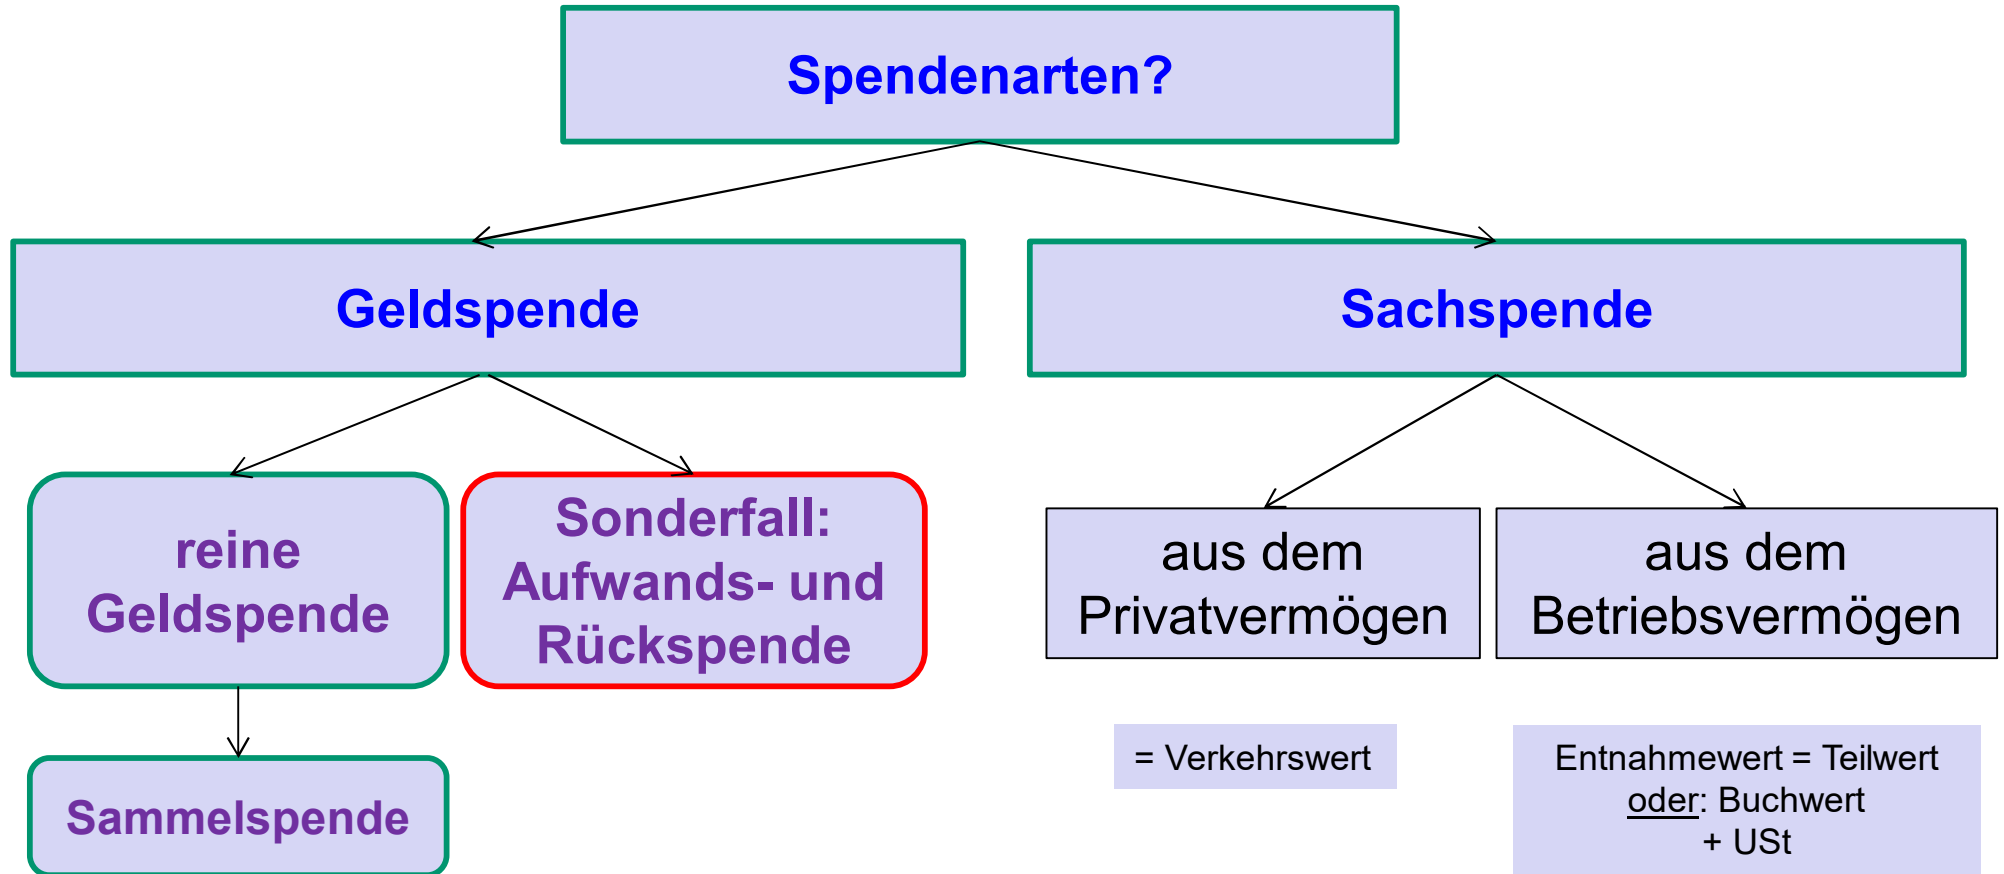 Spendenarten?
Geldspende
Sachspende
reine
Geldspende
Sonderfall:
Aufwands- und
Rückspende
aus dem
Privatvermögen
aus dem
Betriebsvermögen
Sammelspende
= Verkehrswert
Entnahmewert = Teilwert
oder: Buchwert
+ USt